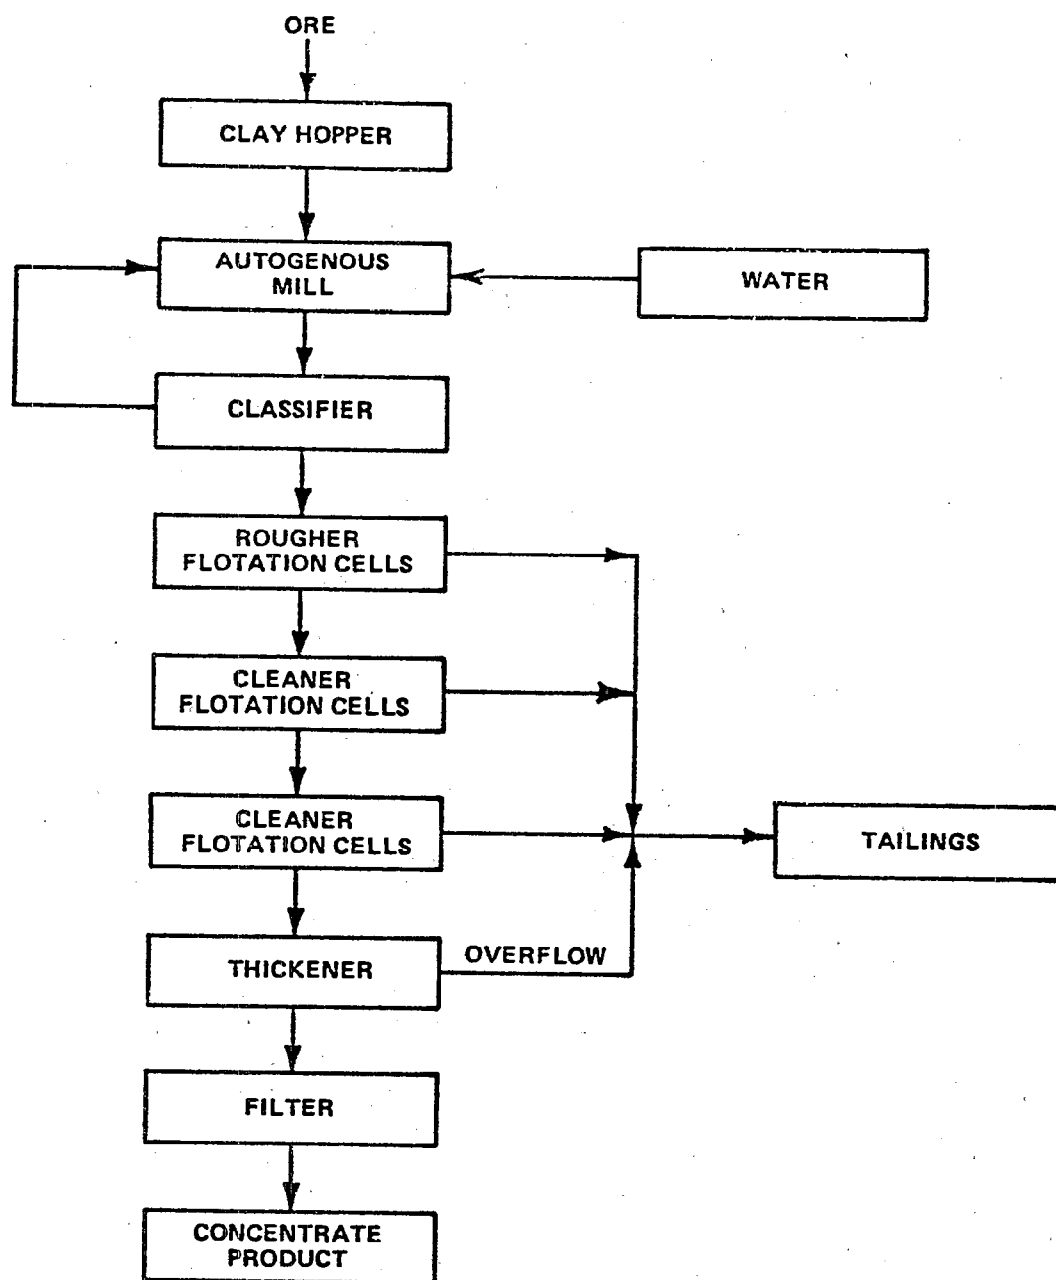 ORE
CLAY HOPPER
AUTOGENOUS
MILL
WATER
CLASSIFIER
ROUGHER
FLOTATION CELLS
CLEANER
FLOTATION CELLS
CLEANER
FLOTATION CELLS
TAILINGS
THICKENER
OVERFLOW
FILTER
CONCENTRATE
PRODUCT